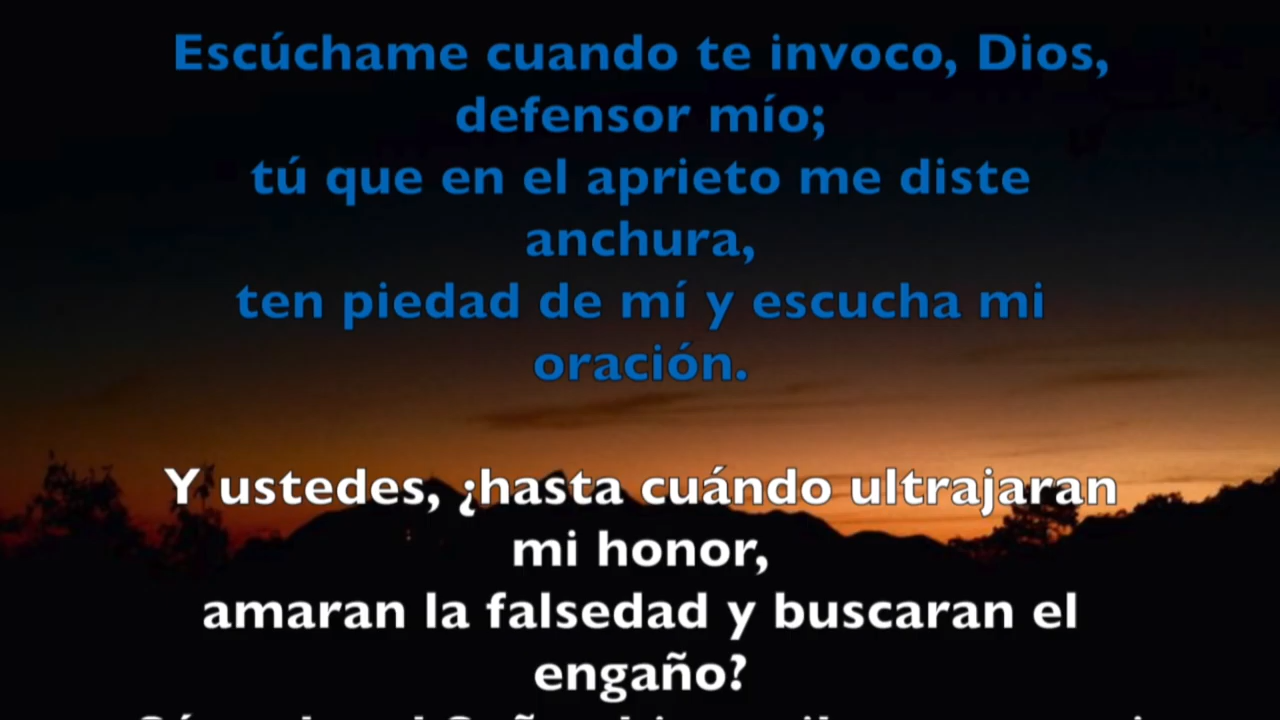 Escúchame cuando te invoco, Dios,
defensor mío;
tú que en el aprieto me diste
anchura,
ten piedad de mí y escucha mi
oración.
Y ustedes, ¿hasta cuándo ultrajaran
mi honor,
amaran la falsedad y buscaran el
engaño?